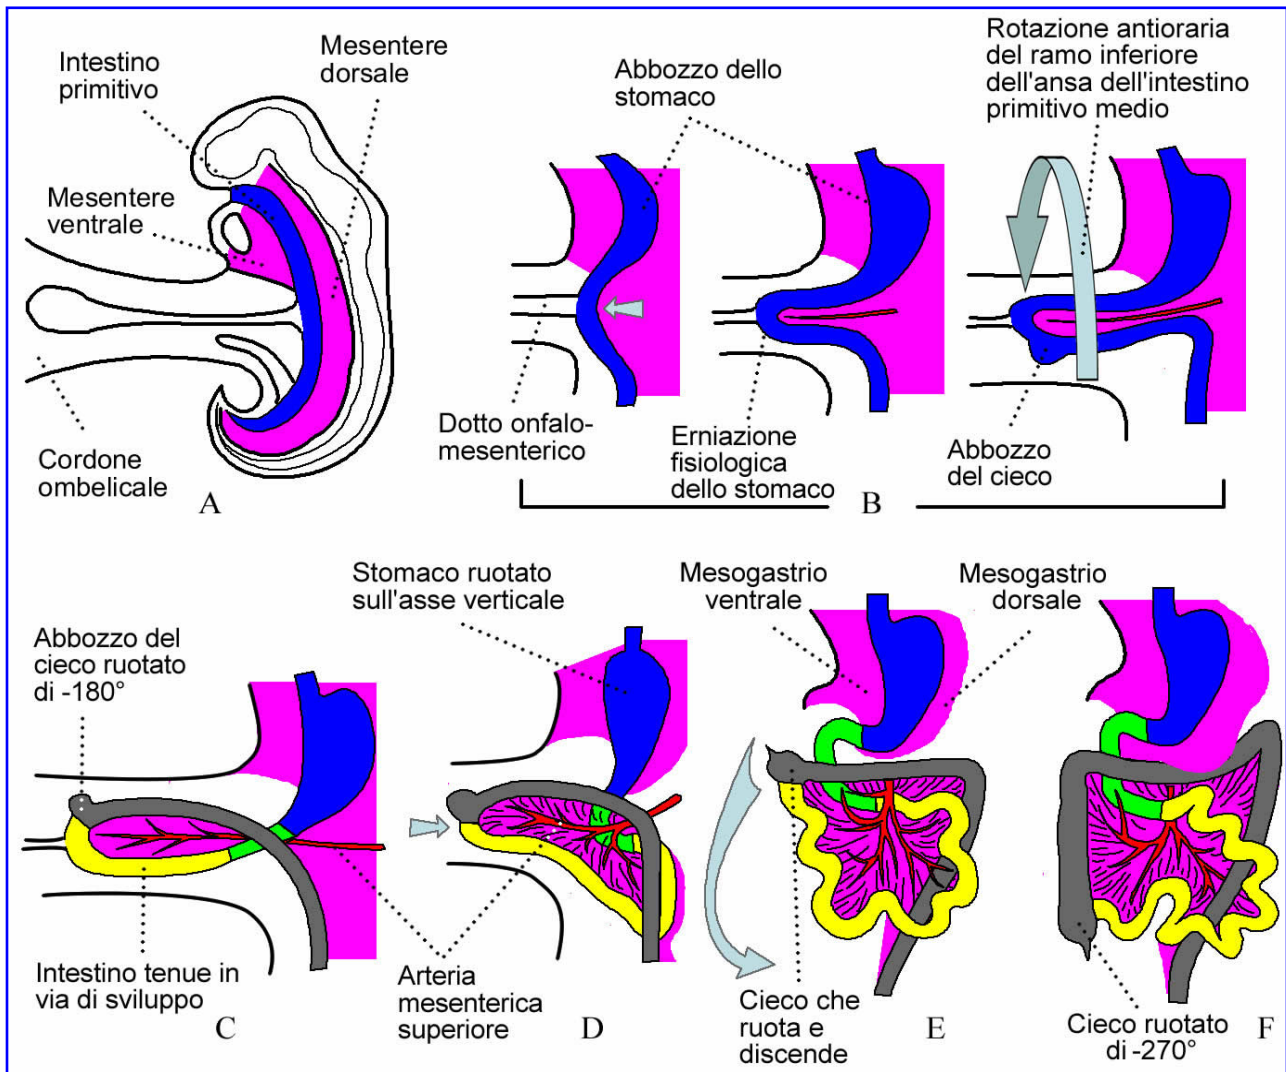 Intestino
primitivo
Mesentere
dorsale
Mesentere
ventrale
Cordone
ombelicale
A
Abbozzo dello
stomaco
Rotazione antioraria
del ramo inferiore
dell'ansa dell'intestino
primitivo medio
Dotto onfalo-
mesenterico
Erniazione
fisiologica
dello stomaco
Abbozzo
del cieco
B
Abbozzo del
cieco ruotato
di -180°
Intestino tenue in
via di sviluppo
C
Stomaco ruotato
sull'asse verticale
Arteria
mesenterica
superiore
D
Mesogastrio
ventrale
Mesogastrio
dorsale
Cieco che
ruota e
discende
E
Cieco ruotato
di -270°
F